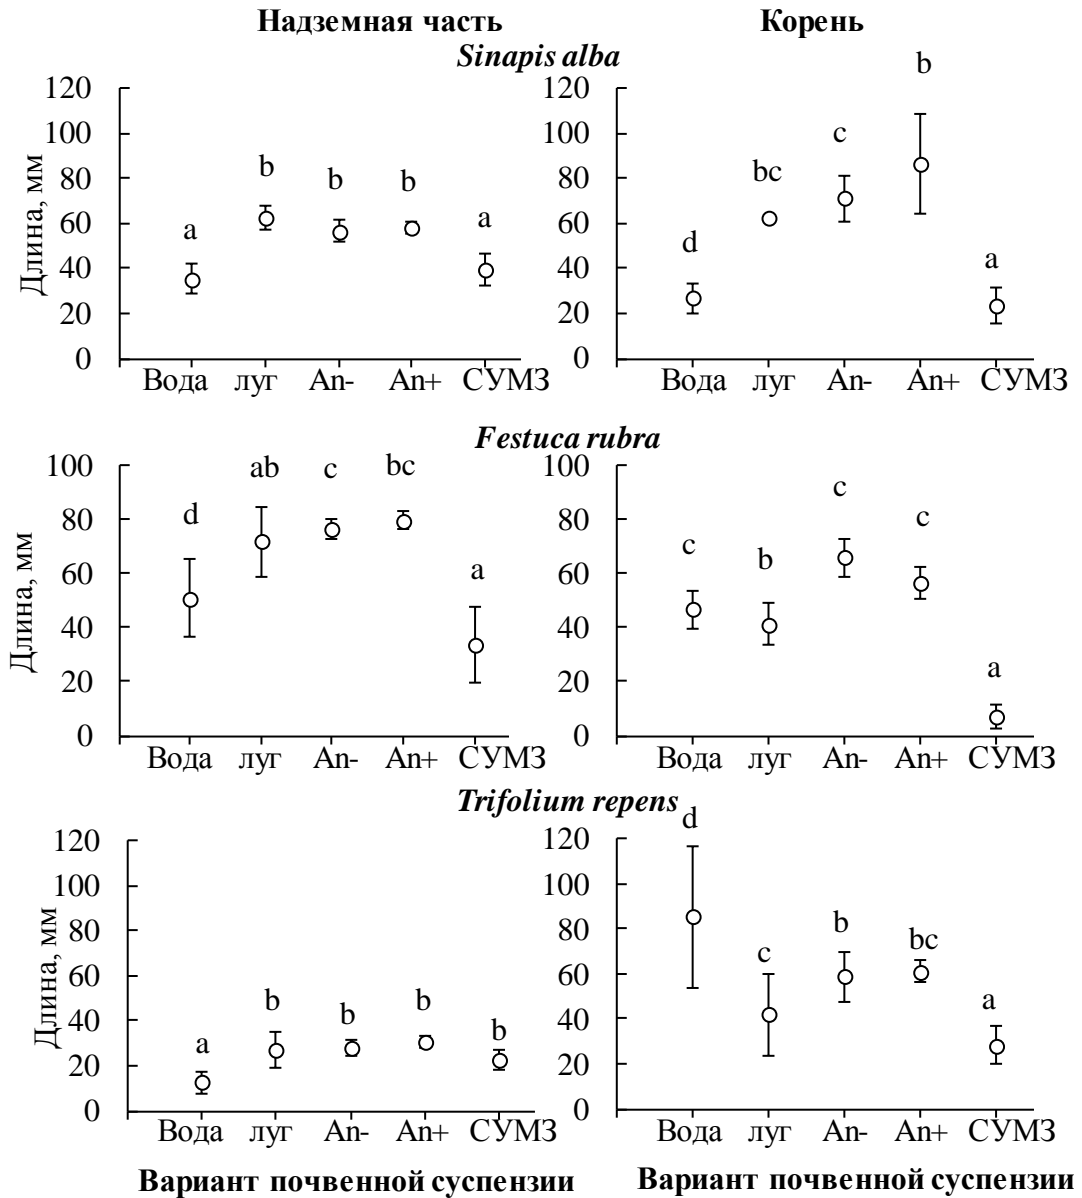 Надземная часть Корень
Sinapis alba
Длина, мм
120 100 80 60 40 20 0
a b b b a
Вода луг An- An+ СУМЗ
120 100 80 60 40 20 0
d bc c b a
Вода луг An- An+ СУМЗ
Festuca rubra
Длина, мм
100 80 60 40 20 0
d ab c bc a
Вода луг An- An+ СУМЗ
100 80 60 40 20 0
c b c c a
Вода луг An- An+ СУМЗ
Trifolium repens
Длина, мм
120 100 80 60 40 20 0
a b b b b
Вода луг An- An+ СУМЗ
120 100 80 60 40 20 0
d c b bc a
Вода луг An- An+ СУМЗ
Вариант почвенной суспензии Вариант почвенной суспензии